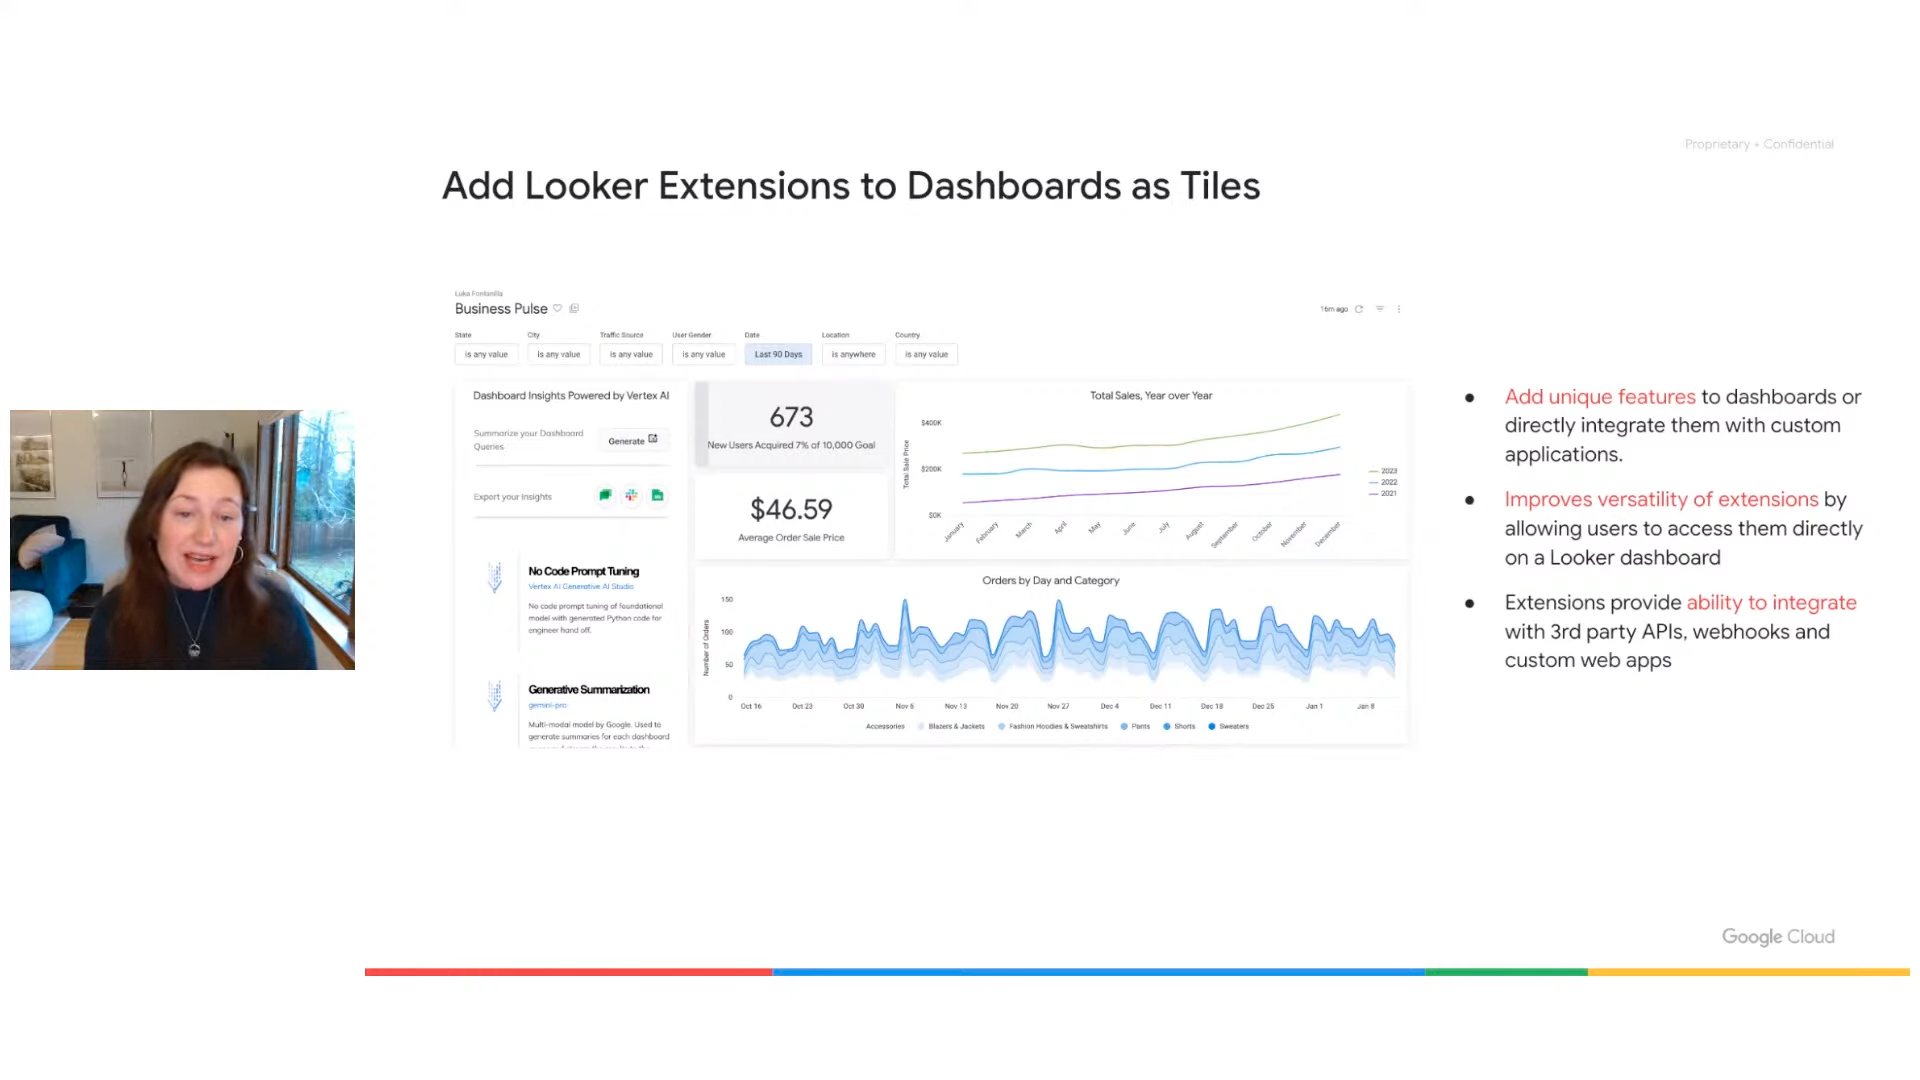 Proprietary + Confidential
Add Looker Extensions to Dashboards as Tiles
Luka Fontanilla
Business Pulse
16m ago
State
City
Traffic Source
User Gender
Date
Location
Country
is any value
is any value
is any value
is any value
Last 90 Days
is anywhere
is any value
Dashboard Insights Powered by Vertex AI
Summarize your Dashboard
Queries
Generate
Export your Insights
No Code Prompt Tuning
Vertex AI Generative AI Studio
No code prompt tuning of foundational
model with generated Python code for
engineer hand off.
Generative Summarization
gemini-pro
Multi-modal model by Google. Used to
generate summaries for each dashboard
673
New Users Acquired 7% of 10,000 Goal
$46.59
Average Order Sale Price
Total Sales, Year over Year
Total Sale Price
$400K
$200K
$0K
January
February
March
April
May
June
July
August
September
October
November
December
2023
2022
2021
Orders by Day and Category
Number of Orders
150
100
50
0
Oct 16
Oct 23
Oct 30
Nov 6
Nov 13
Nov 20
Nov 27
Dec 4
Dec 11
Dec 18
Dec 25
Jan 1
Jan 8
Accessories
Blazers & Jackets
Fashion Hoodies & Sweatshirts
Pants
Shorts
Sweaters
● Add unique features to dashboards or
directly integrate them with custom
applications.
● Improves versatility of extensions by
allowing users to access them directly
on a Looker dashboard
● Extensions provide ability to integrate
with 3rd party APIs, webhooks and
custom web apps
Google Cloud